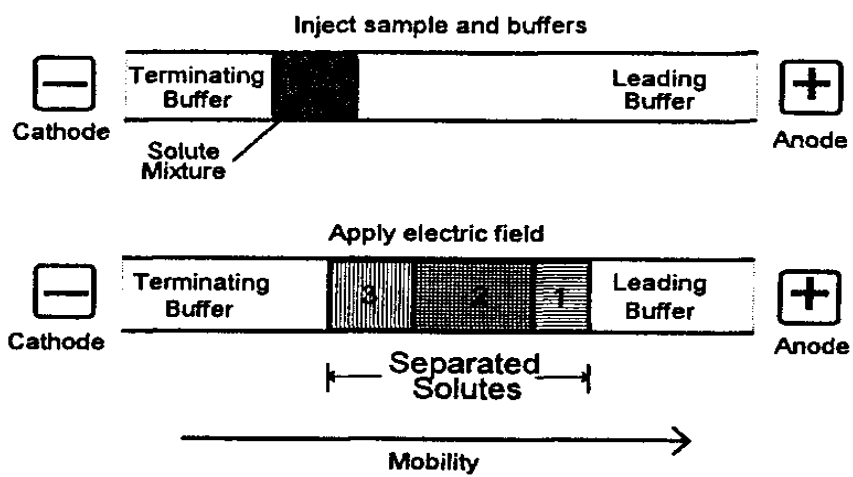 Inject sample and buffers
Terminating
Buffer
Leading
Buffer
−
+
Cathode
Anode
Solute
Mixture
Apply electric field
−
Terminating
Buffer
3
2
1
Leading
Buffer
+
Cathode
Anode
Separated
Solutes
Mobility